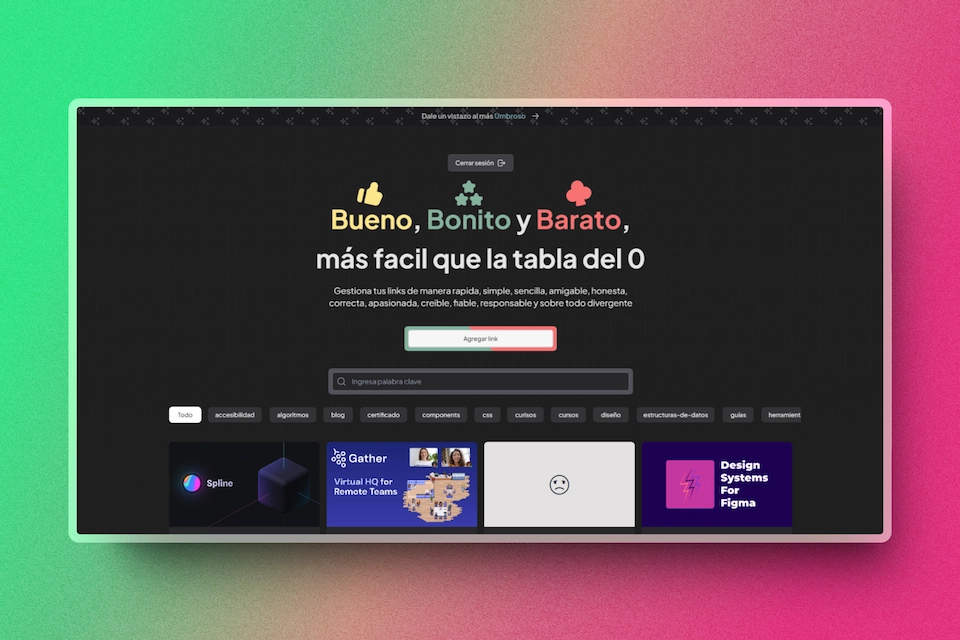 Dale un vistazo al más Umbroso →
Cerrar sesión
Bueno, Bonito y Barato,
más facil que la tabla del 0
Gestiona tus links de manera rapida, simple, sencilla, amigable, honesta,
correcta, apasionada, creible, fiable, responsable y sobre todo divergente
Agregar link
Ingresa palabra clave
Todo accesibilidad algoritmos blog certificado components css curisos cursos diseño estructuras-de-datos guías herrament
Spline
Gather
Virtual HQ for
Remote Teams
Design
Systems
For
Figma